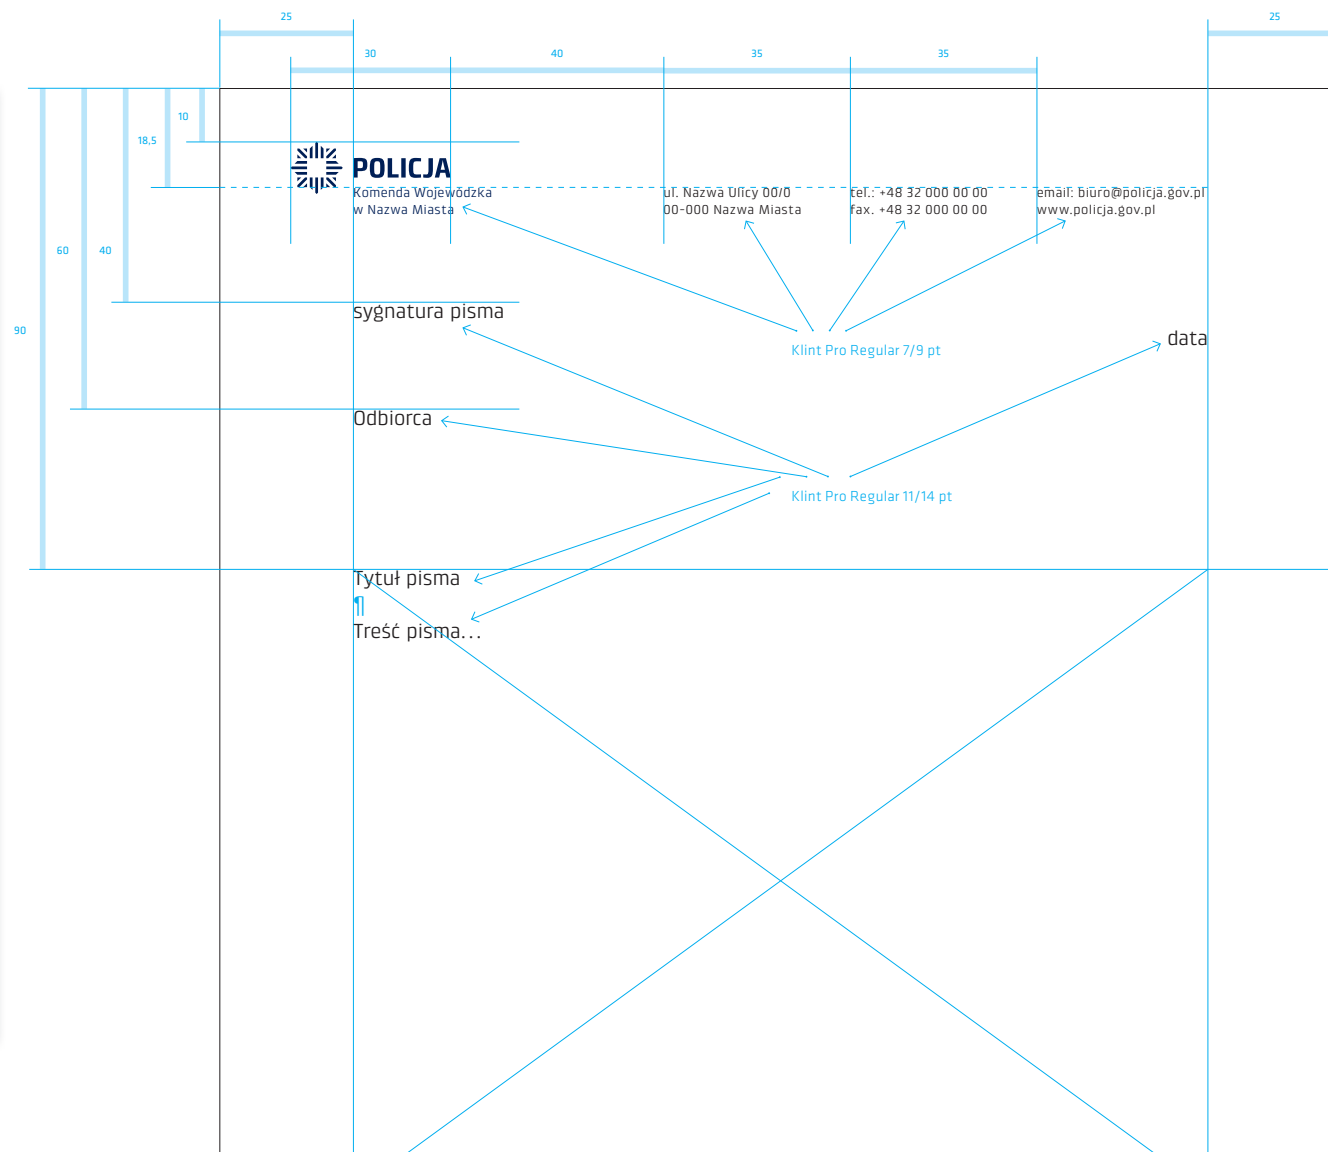 25
25
30
40
35
35
10
18,5
POLICJA
Komenda Wojewódzka
w Nazwa Miasta
ul. Nazwa Ulicy 00/0
00-000 Nazwa Miasta
tel.: +48 32 000 00 00
fax. +48 32 000 00 00
email: biuro@policja.gov.pl
www.policja.gov.pl
60
40
90
sygnatura pisma
data
Klint Pro Regular 7/9 pt
Odbiorca
Klint Pro Regular 11/14 pt
Tytuł pisma
¶
Treść pisma...